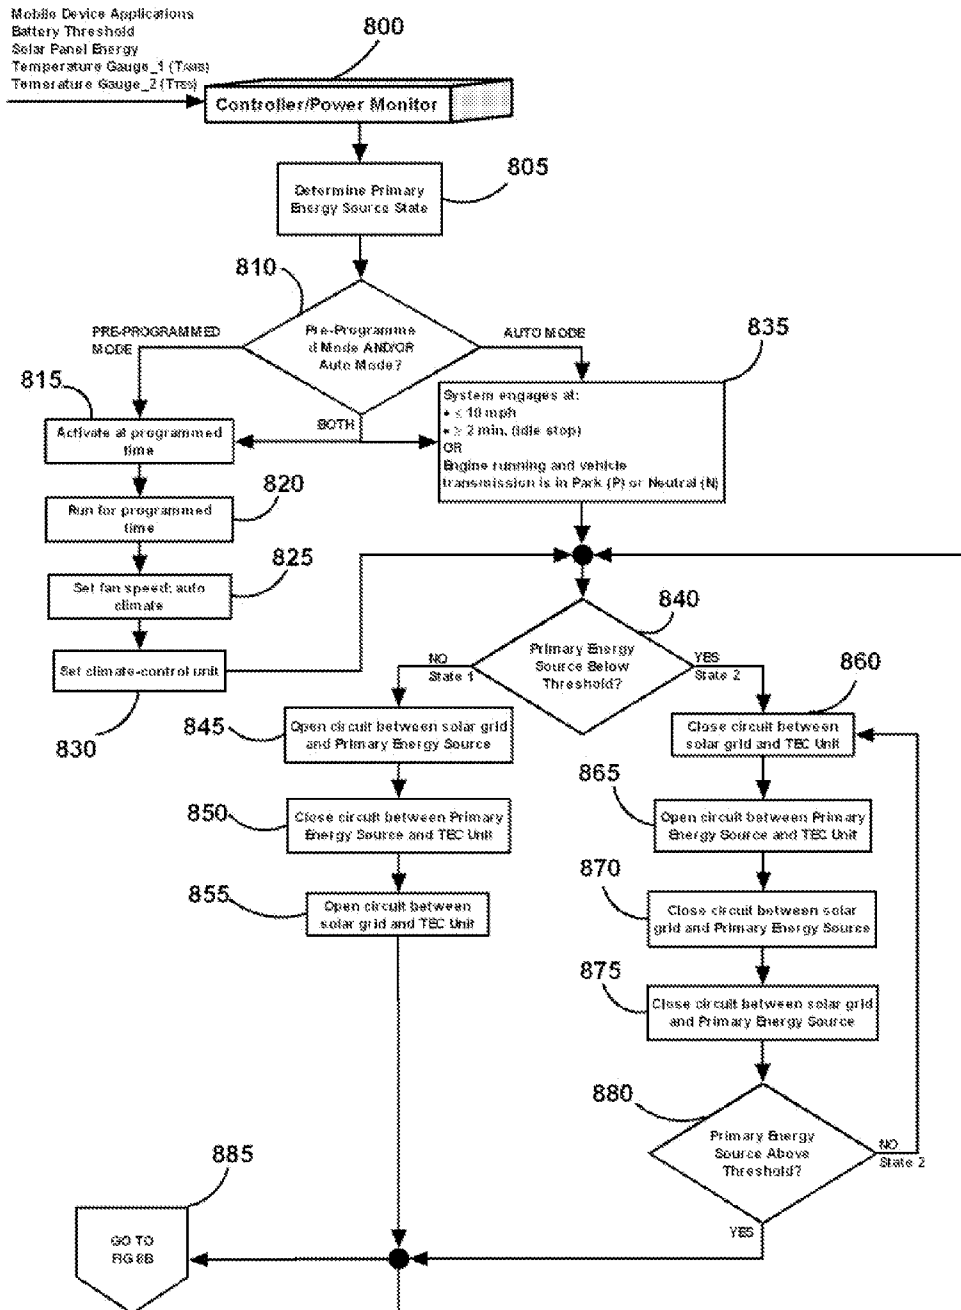 Mobile Device Applications
Battery Threshold
Solar Panel Energy
Temperature Gauge_1 (TAMB)
Temerature Gauge_2 (TTES)
800
Controller/Power Monitor
805
Determine Primary
Energy Source State
810
Pre-Programme
d Mode AND/OR
Auto Mode?
PRE-PROGRAMMED
MODE
AUTO MODE
BOTH
835
System engages at:
• ≤ 10 mph
• ≥ 2 min. (idle stop)
OR
Engine running and vehicle
transmission is in Park (P) or Neutral (N)
815
Activate at programmed
time
820
Run for programmed
time
825
Set fan speed; auto
climate
Set climate-control unit
830
840
Primary Energy
Source Below
Threshold?
NO
State 1
YES
State 2
845
Open circuit between solar grid
and Primary Energy Source
850
Close circuit between Primary
Energy Source and TEC Unit
855
Open circuit between
solar grid and TEC Unit
860
Close circuit between
solar grid and TEC Unit
865
Open circuit between Primary
Energy Source and TEC Unit
870
Close circuit between solar
grid and Primary Energy Source
875
Close circuit between solar grid
and Primary Energy Source
880
Primary Energy
Source Above
Threshold?
NO
State 2
YES
885
GO TO
FIG 8B